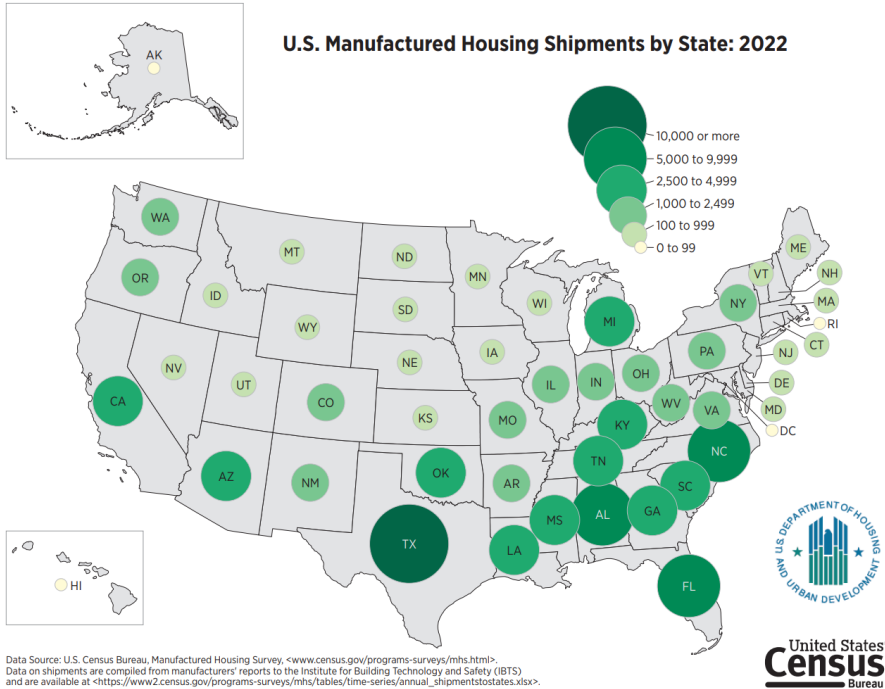 U.S. Manufactured Housing Shipments by State: 2022
AK
10,000 or more
5,000 to 9,999
2,500 to 4,999
1,000 to 2,499
100 to 999
0 to 99
WA
MT
ND
MN
ME
VT
NH
OR
ID
WY
SD
WI
MI
NY
MA
RI
CT
NV
UT
CO
NE
IA
IL
IN
OH
PA
NJ
DE
MD
DC
CA
KS
MO
KY
WV
VA
NC
AZ
NM
OK
AR
TN
SC
TX
LA
MS
AL
GA
FL
HI
U.S. DEPARTMENT OF HOUSING
AND URBAN DEVELOPMENT
Data Source: U.S. Census Bureau, Manufactured Housing Survey, <www.census.gov/programs-surveys/mhs.html>.
Data on shipments are compiled from manufacturers' reports to the Institute for Building Technology and Safety (IBTS)
and are available at <https://www2.census.gov/programs-surveys/mhs/tables/time-series/annual_shipmentstostates.xlsx>.
United States
Census
Bureau